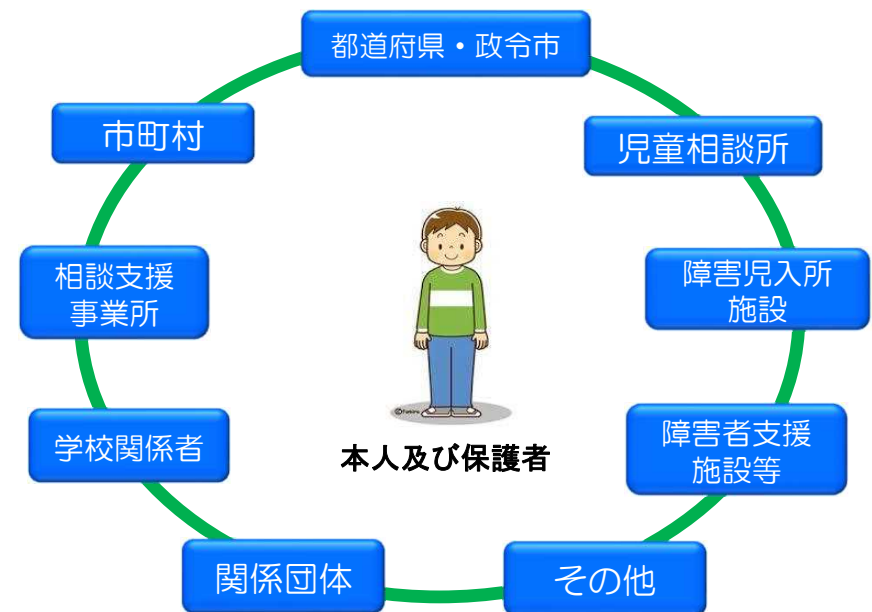 都道府県・政令市
市町村
児童相談所
相談支援
事業所
障害児入所
施設
学校関係者
障害者支援
施設等
本人及び保護者
関係団体
その他